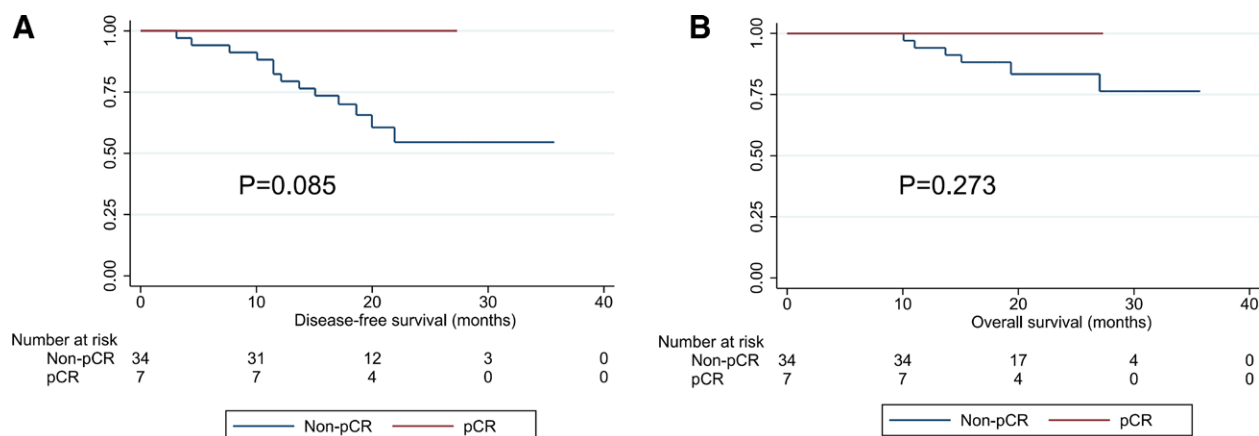 A
1.00
0.75
0.50
0.25
0.00
P=0.085
0 10 20 30 40
Disease-free survival (months)
Number at risk
Non-pCR 34 31 12 3 0
pCR 7 7 4 0 0
Non-pCR pCR
B
1.00
0.75
0.50
0.25
0.00
P=0.273
0 10 20 30 40
Overall survival (months)
Number at risk
Non-pCR 34 34 17 4 0
pCR 7 7 4 0 0
Non-pCR pCR